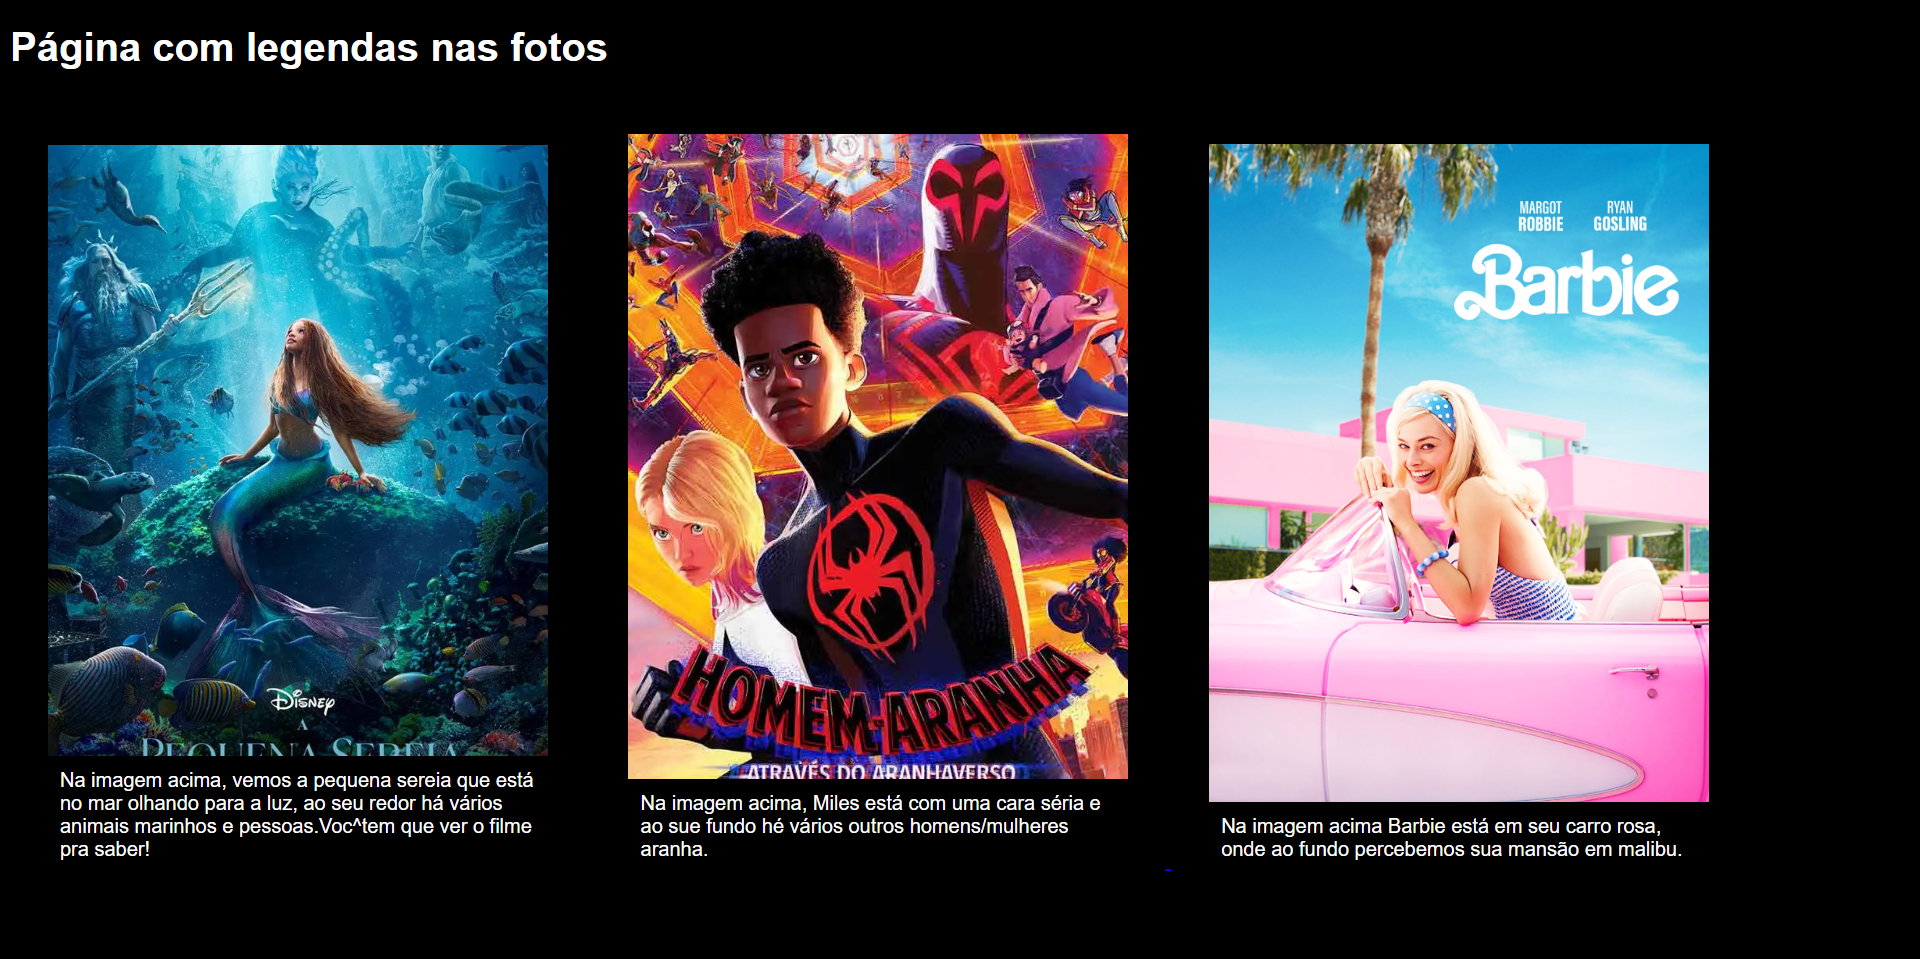 Página com legendas nas fotos
DISNEY
A
PEQUENA SEREIA
Na imagem acima, vemos a pequena sereia que está
no mar olhando para a luz, ao seu redor há vários
animais marinhos e pessoas.Voc^tem que ver o filme
pra saber!
HOMEM-ARANHA
ATRAVÉS DO ARANHAVERSO
Na imagem acima, Miles está com uma cara séria e
ao sue fundo hé vários outros homens/mulheres
aranha.
MARGOT
ROBBIE
RYAN
GOSLING
Barbie
Na imagem acima Barbie está em seu carro rosa,
onde ao fundo percebemos sua mansão em malibu.